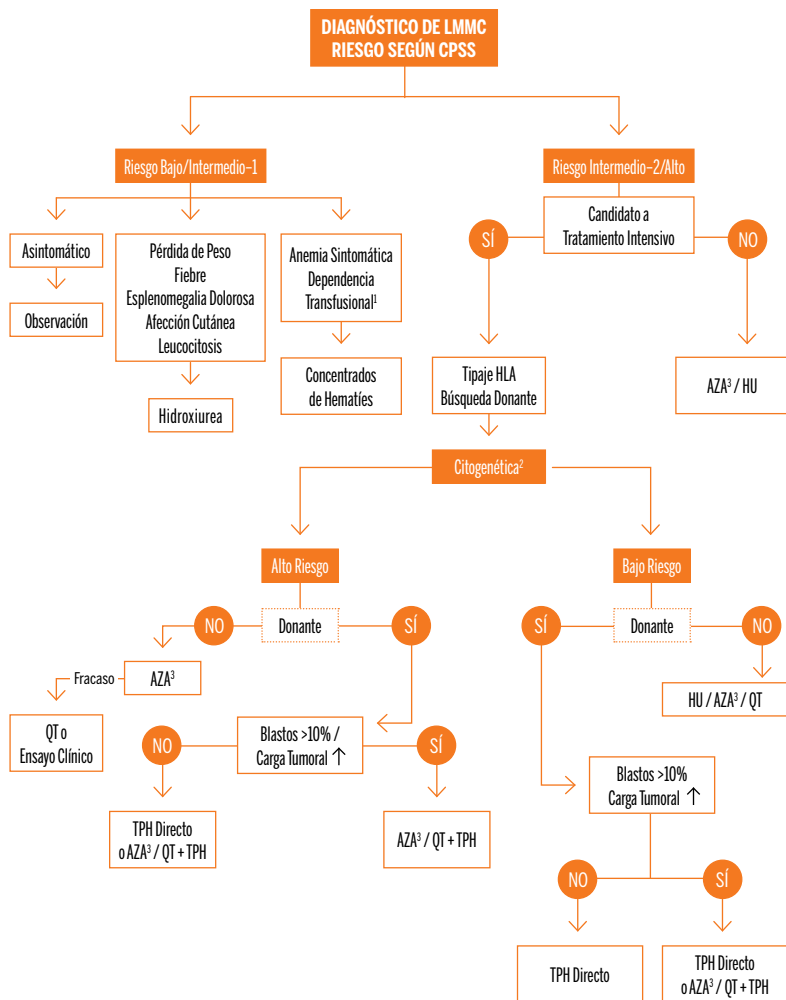 DIAGNÓSTICO DE LMMC
RIESGO SEGÚN CPSS
Riesgo Bajo/Intermedio-1
Riesgo Intermedio-2/Alto
Asintomático
Observación
Pérdida de Peso
Fiebre
Esplenomegalia Dolorosa
Afección Cutánea
Leucocitosis
Hidroxiurea
Anemia Sintomática
Dependencia
Transfusional¹
Concentrados
de Hematíes
Candidato a
Tratamiento Intensivo
SÍ
NO
Tipaje HLA
Búsqueda Donante
AZA³ / HU
Citogenética²
Alto Riesgo
Bajo Riesgo
NO
Donante
SÍ
SÍ
Donante
NO
Fracaso
AZA³
QT o
Ensayo Clínico
HU / AZA³ / QT
NO
Blastos >10% /
Carga Tumoral ↑
SÍ
TPH Directo
o AZA³ / QT + TPH
AZA³ / QT + TPH
Blastos >10%
Carga Tumoral ↑
NO
SÍ
TPH Directo
TPH Directo
o AZA³ / QT + TPH